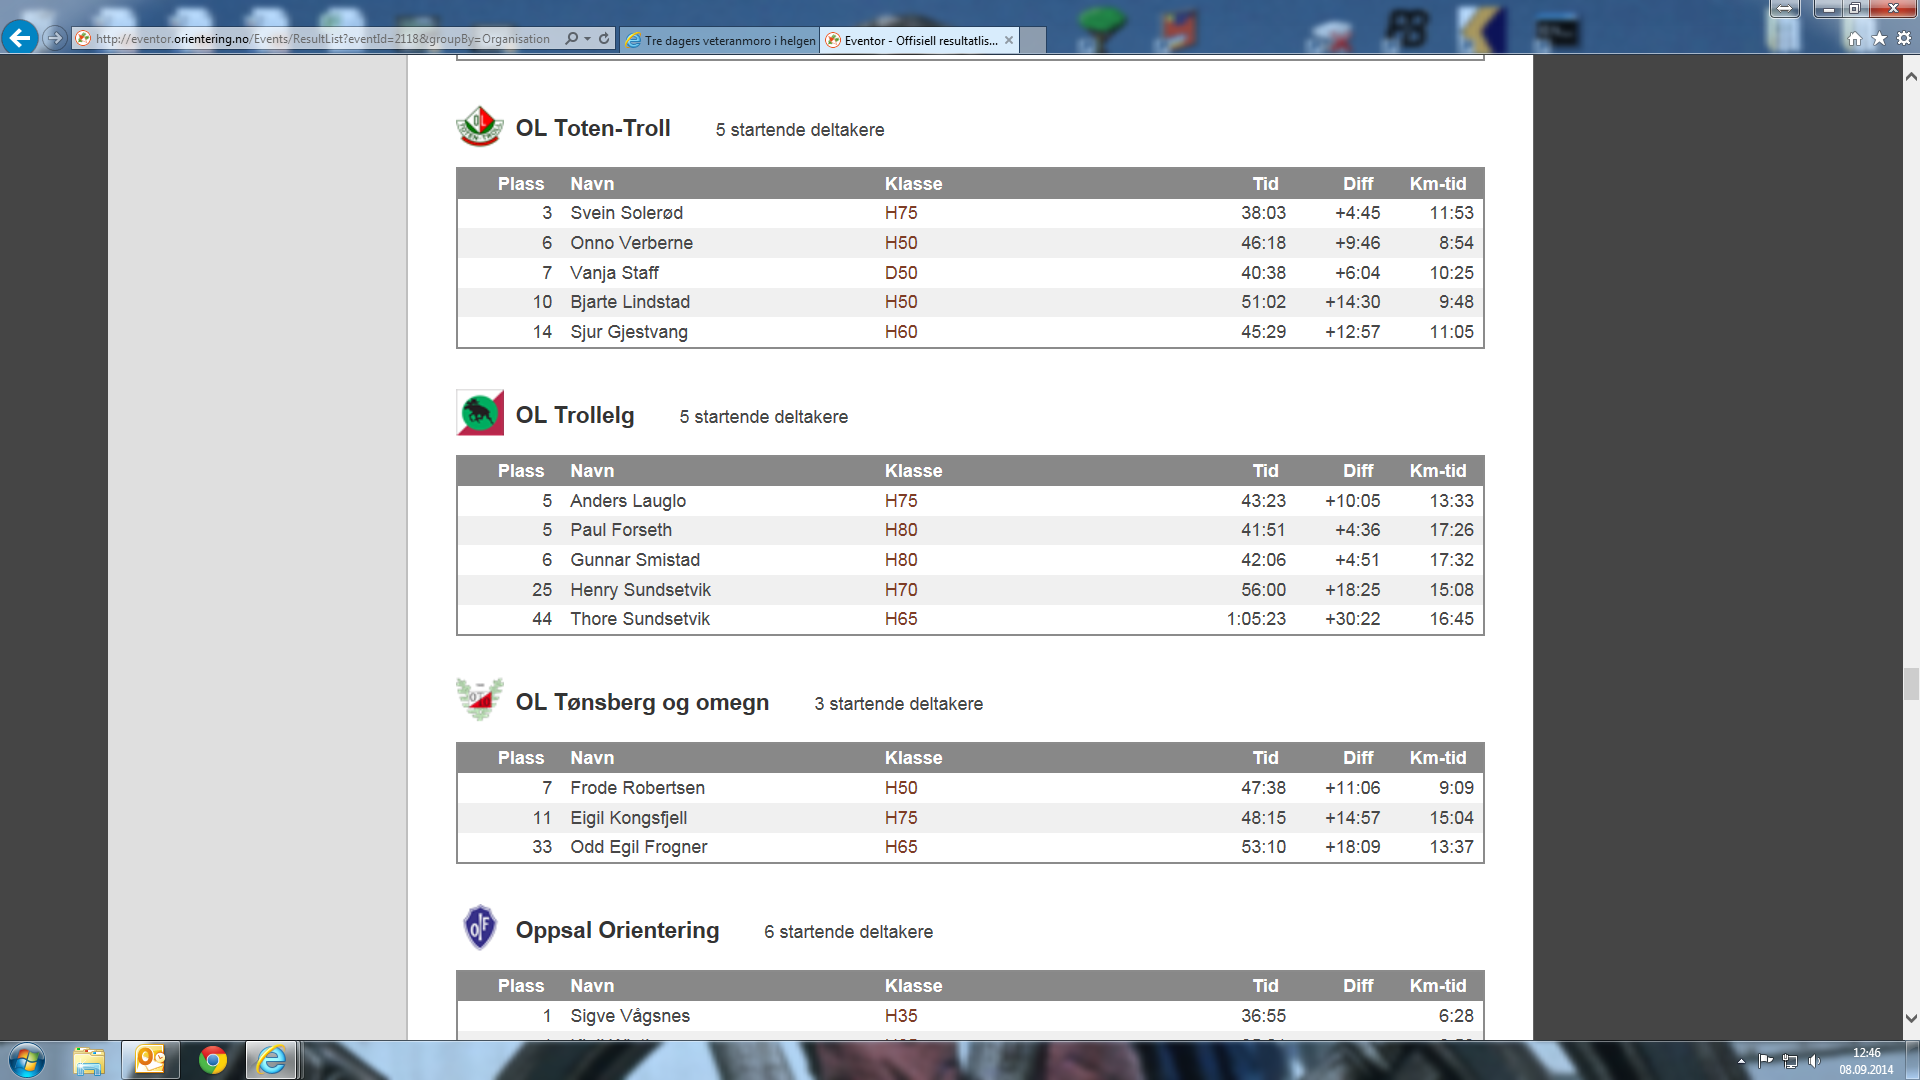 http://eventor.orientering.no/Events/ResultList?eventId=2118&groupBy=Organisation
Tre dagers veteranmoro i helgen
Eventor - Offisiell resultatlis...
OL Toten-Troll 5 startende deltakere
Plass Navn Klasse Tid Diff Km-tid
3 Svein Solerød H75 38:03 +4:45 11:53
6 Onno Verberne H50 46:18 +9:46 8:54
7 Vanja Staff D50 40:38 +6:04 10:25
10 Bjarte Lindstad H50 51:02 +14:30 9:48
14 Sjur Gjestvang H60 45:29 +12:57 11:05
OL Trollelg 5 startende deltakere
Plass Navn Klasse Tid Diff Km-tid
5 Anders Lauglo H75 43:23 +10:05 13:33
5 Paul Forseth H80 41:51 +4:36 17:26
6 Gunnar Smistad H80 42:06 +4:51 17:32
25 Henry Sundsetvik H70 56:00 +18:25 15:08
44 Thore Sundsetvik H65 1:05:23 +30:22 16:45
OL Tønsberg og omegn 3 startende deltakere
Plass Navn Klasse Tid Diff Km-tid
7 Frode Robertsen H50 47:38 +11:06 9:09
11 Eigil Kongsfjell H75 48:15 +14:57 15:04
33 Odd Egil Frogner H65 53:10 +18:09 13:37
Oppsal Orientering 6 startende deltakere
Plass Navn Klasse Tid Diff Km-tid
1 Sigve Vågsnes H35 36:55 6:28
12:46
08.09.2014